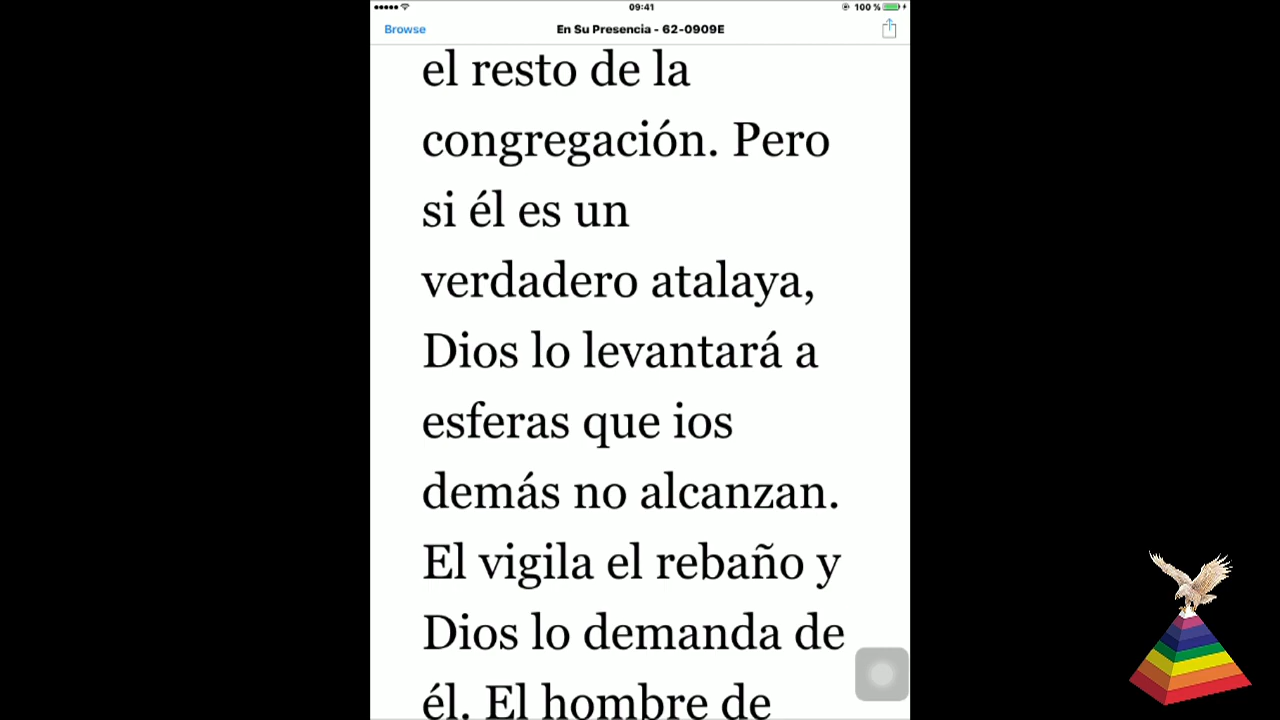 09:41
100 %
Browse
En Su Presencia - 62-0909E
el resto de la
congregación. Pero
si él es un
verdadero atalaya,
Dios lo levantará a
esferas que ios
demás no alcanzan.
El vigila el rebaño y
Dios lo demanda de
él. El hombre de